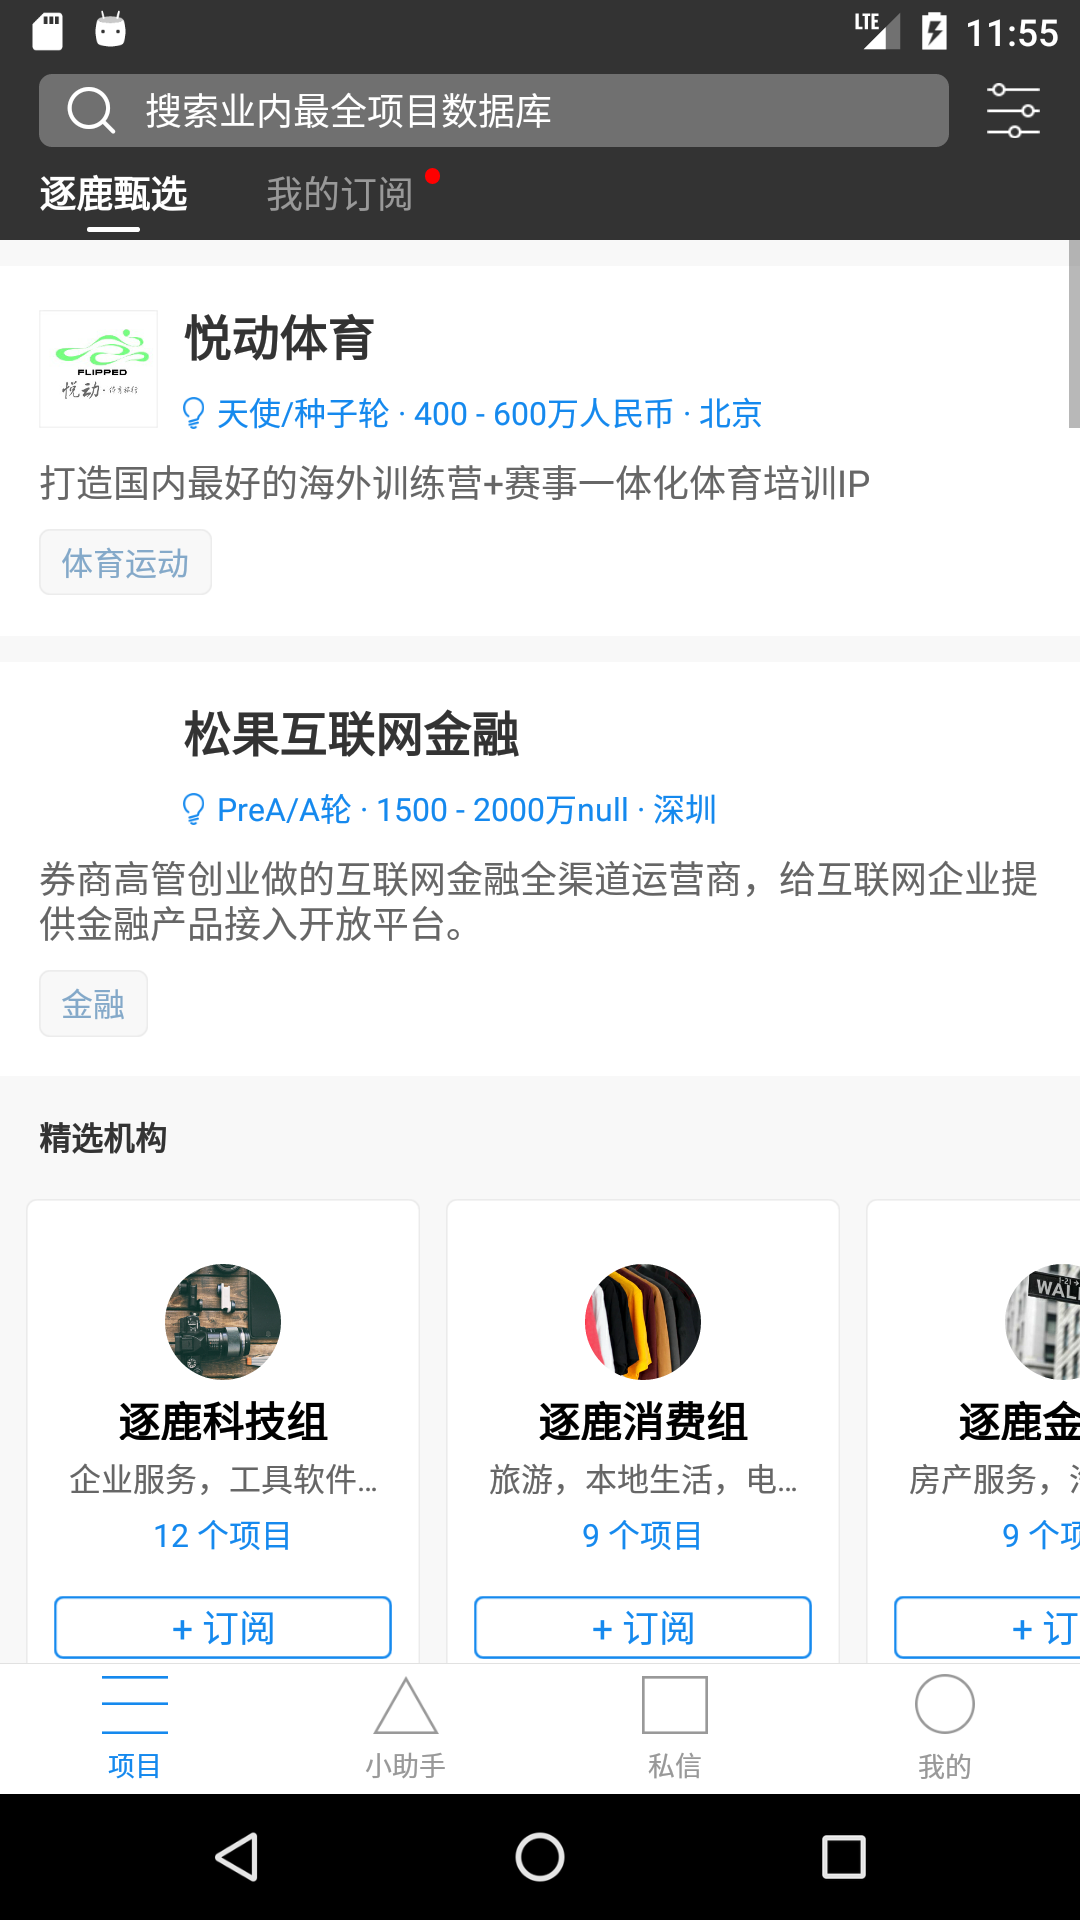 LTE 11:55
搜索业内最全项目数据库
逐鹿甄选 我的订阅
悦动体育
FLIPPED
悦动·体育旅行
天使/种子轮 · 400 - 600万人民币 · 北京
打造国内最好的海外训练营+赛事一体化体育培训IP
体育运动
松果互联网金融
PreA/A轮 · 1500 - 2000万null · 深圳
券商高管创业做的互联网金融全渠道运营商，给互联网企业提
供金融产品接入开放平台。
金融
精选机构
WALL
逐鹿科技组 逐鹿消费组 逐鹿金
企业服务，工具软件... 旅游，本地生活，电... 房产服务，
12 个项目 9 个项目 9 个项
+ 订阅 + 订阅 + 订
项目 小助手 私信 我的